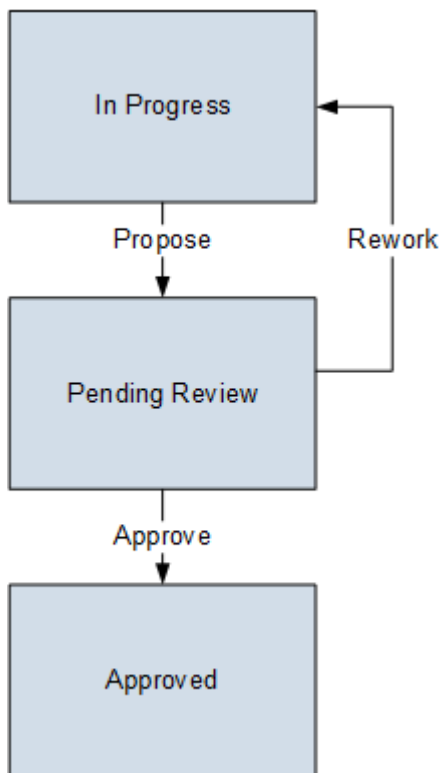 In Progress
Propose
Rework
Pending Review
Approve
Approved